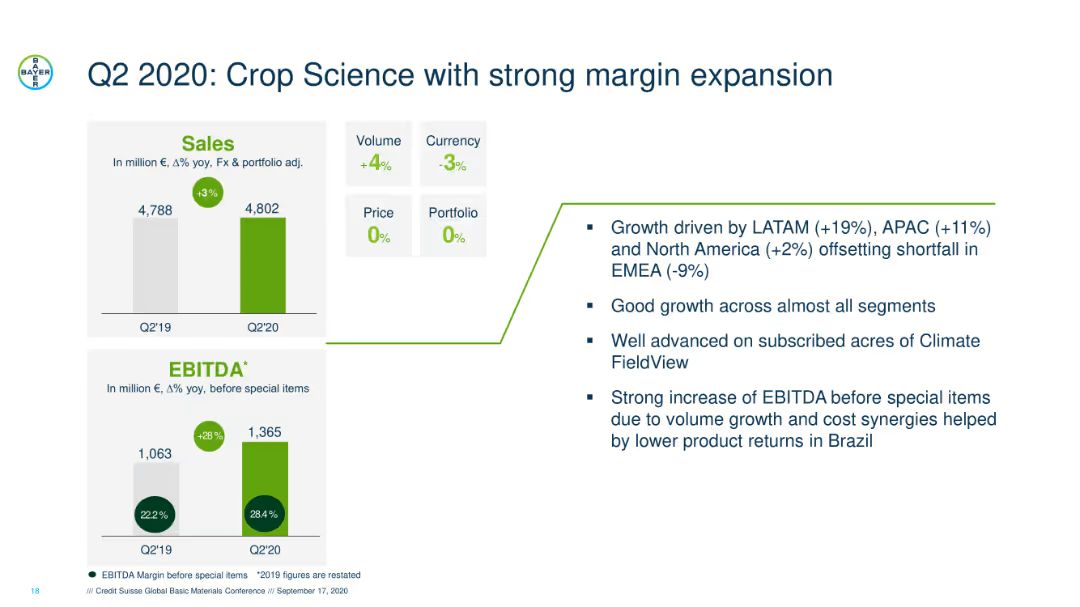 BAYER
BAYER
Q2 2020: Crop Science with strong margin expansion
Sales
In million €, Δ% yoy, Fx & portfolio adj.
+3%
4,788
4,802
Q2'19
Q2'20
Volume
+4%
Currency
-3%
Price
0%
Portfolio
0%
EBITDA*
In million €, Δ% yoy, before special items
+28%
1,063
1,365
22.2%
28.4%
Q2'19
Q2'20
▪ Growth driven by LATAM (+19%), APAC (+11%)
and North America (+2%) offsetting shortfall in
EMEA (-9%)
▪ Good growth across almost all segments
▪ Well advanced on subscribed acres of Climate
FieldView
▪ Strong increase of EBITDA before special items
due to volume growth and cost synergies helped
by lower product returns in Brazil
● EBITDA Margin before special items *2019 figures are restated
18 /// Credit Suisse Global Basic Materials Conference /// September 17, 2020